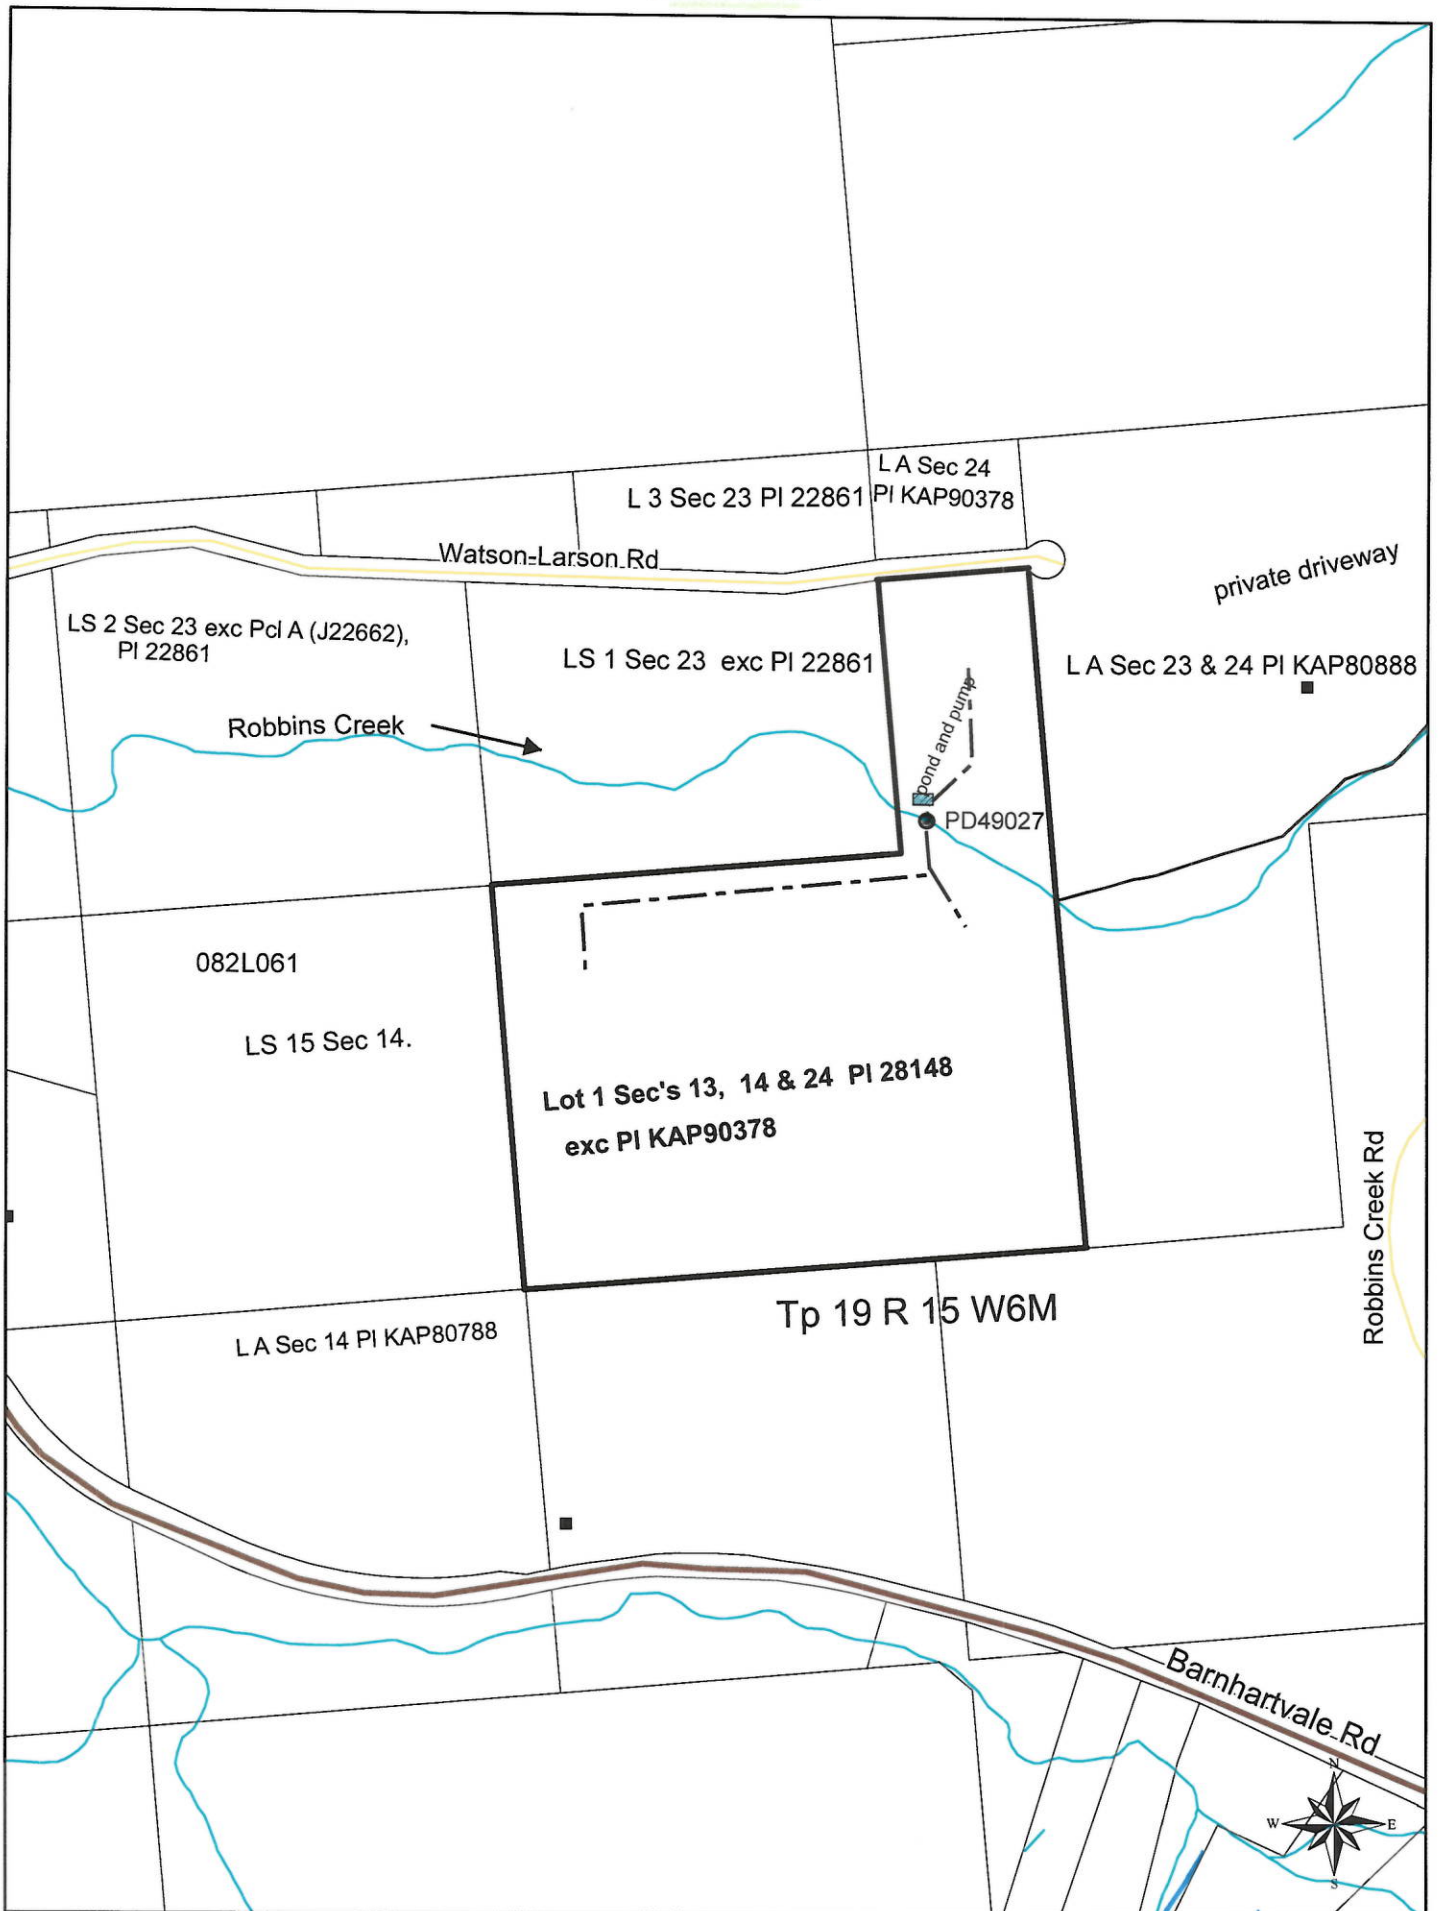 L A Sec 24
L 3 Sec 23 Pl 22861
Pl KAP90378
Watson-Larson Rd
private driveway
LS 2 Sec 23 exc Pcl A (J22662),
Pl 22861
LS 1 Sec 23 exc Pl 22861
L A Sec 23 & 24 Pl KAP80888
Robbins Creek
pond and pump
PD49027
082L061
LS 15 Sec 14.
Lot 1 Sec's 13, 14 & 24 Pl 28148
exc Pl KAP90378
Robbins Creek Rd
Tp 19 R 15 W6M
L A Sec 14 Pl KAP80788
Barnhartvale Rd
N
W
E
S